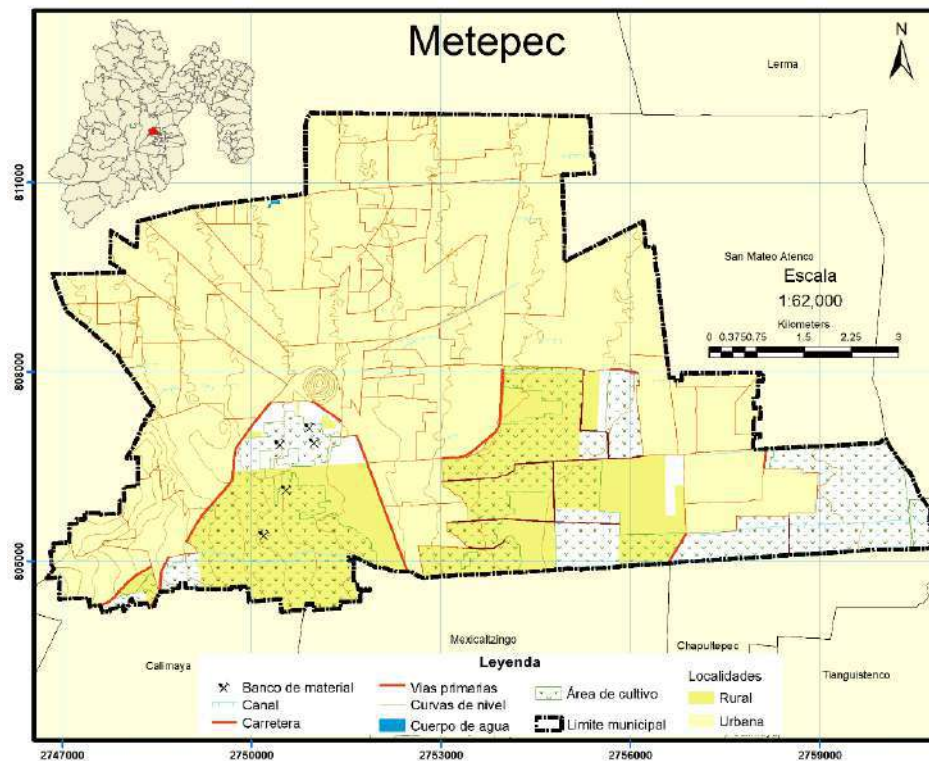 Metepec
N
Lerma
811000
San Mateo Atenco
Escala
1:62,000
Kilometers
0 0.375 0.75 1.5 2.25 3
808000
805000
Mexicaltzingo
Chapultepec
Calimaya
Tianguistenco
Leyenda
Banco de material
Canal
Carretera
Vías primarias
Curvas de nivel
Cuerpo de agua
Área de cultivo
Límite municipal
Localidades
Rural
Urbana
2747000 2750000 2753000 2756000 2759000